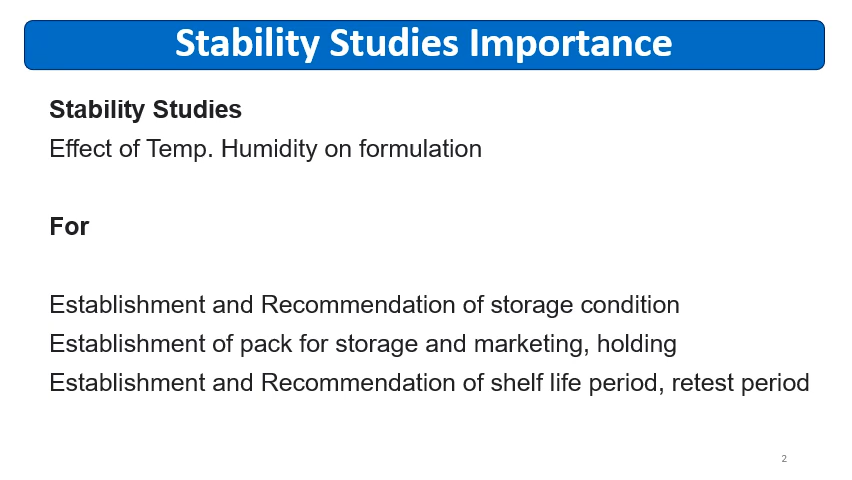 Stability Studies Importance
Stability Studies
Effect of Temp. Humidity on formulation
For
Establishment and Recommendation of storage condition
Establishment of pack for storage and marketing, holding
Establishment and Recommendation of shelf life period, retest period
2